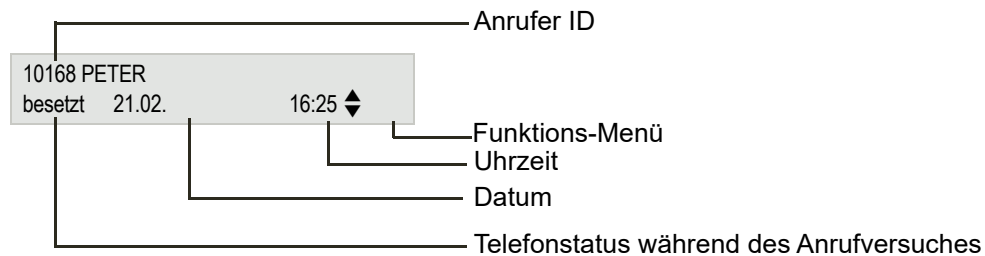 Anrufer ID
10168 PETER
besetzt 21.02. 16:25
Funktions-Menü
Uhrzeit
Datum
Telefonstatus während des Anrufversuches